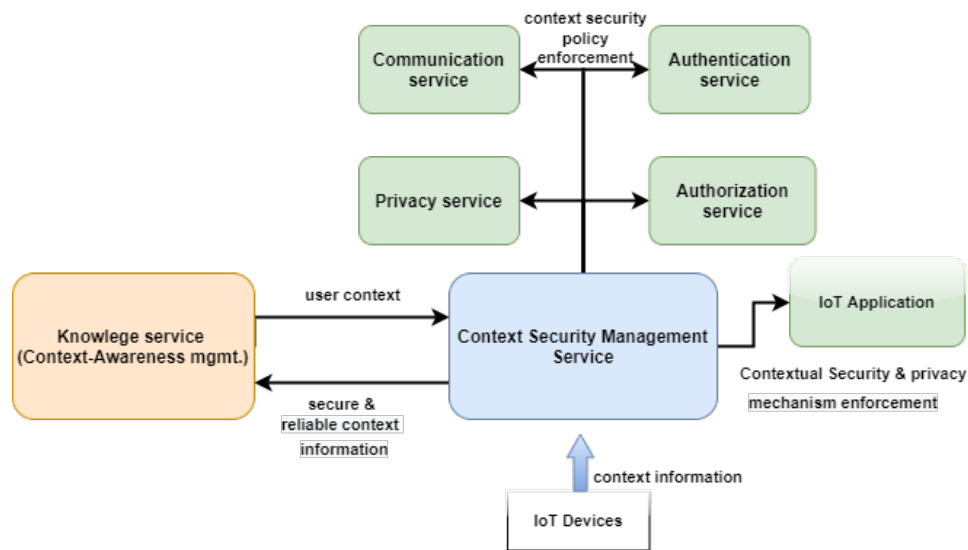 context security
policy
enforcement
Communication
service
Authentication
service
Privacy service
Authorization
service
user context
Knowlege service
(Context-Awareness mgmt.)
Context Security Management
Service
IoT Application
secure &
reliable context
information
Contextual Security & privacy
mechanism enforcement
context information
IoT Devices